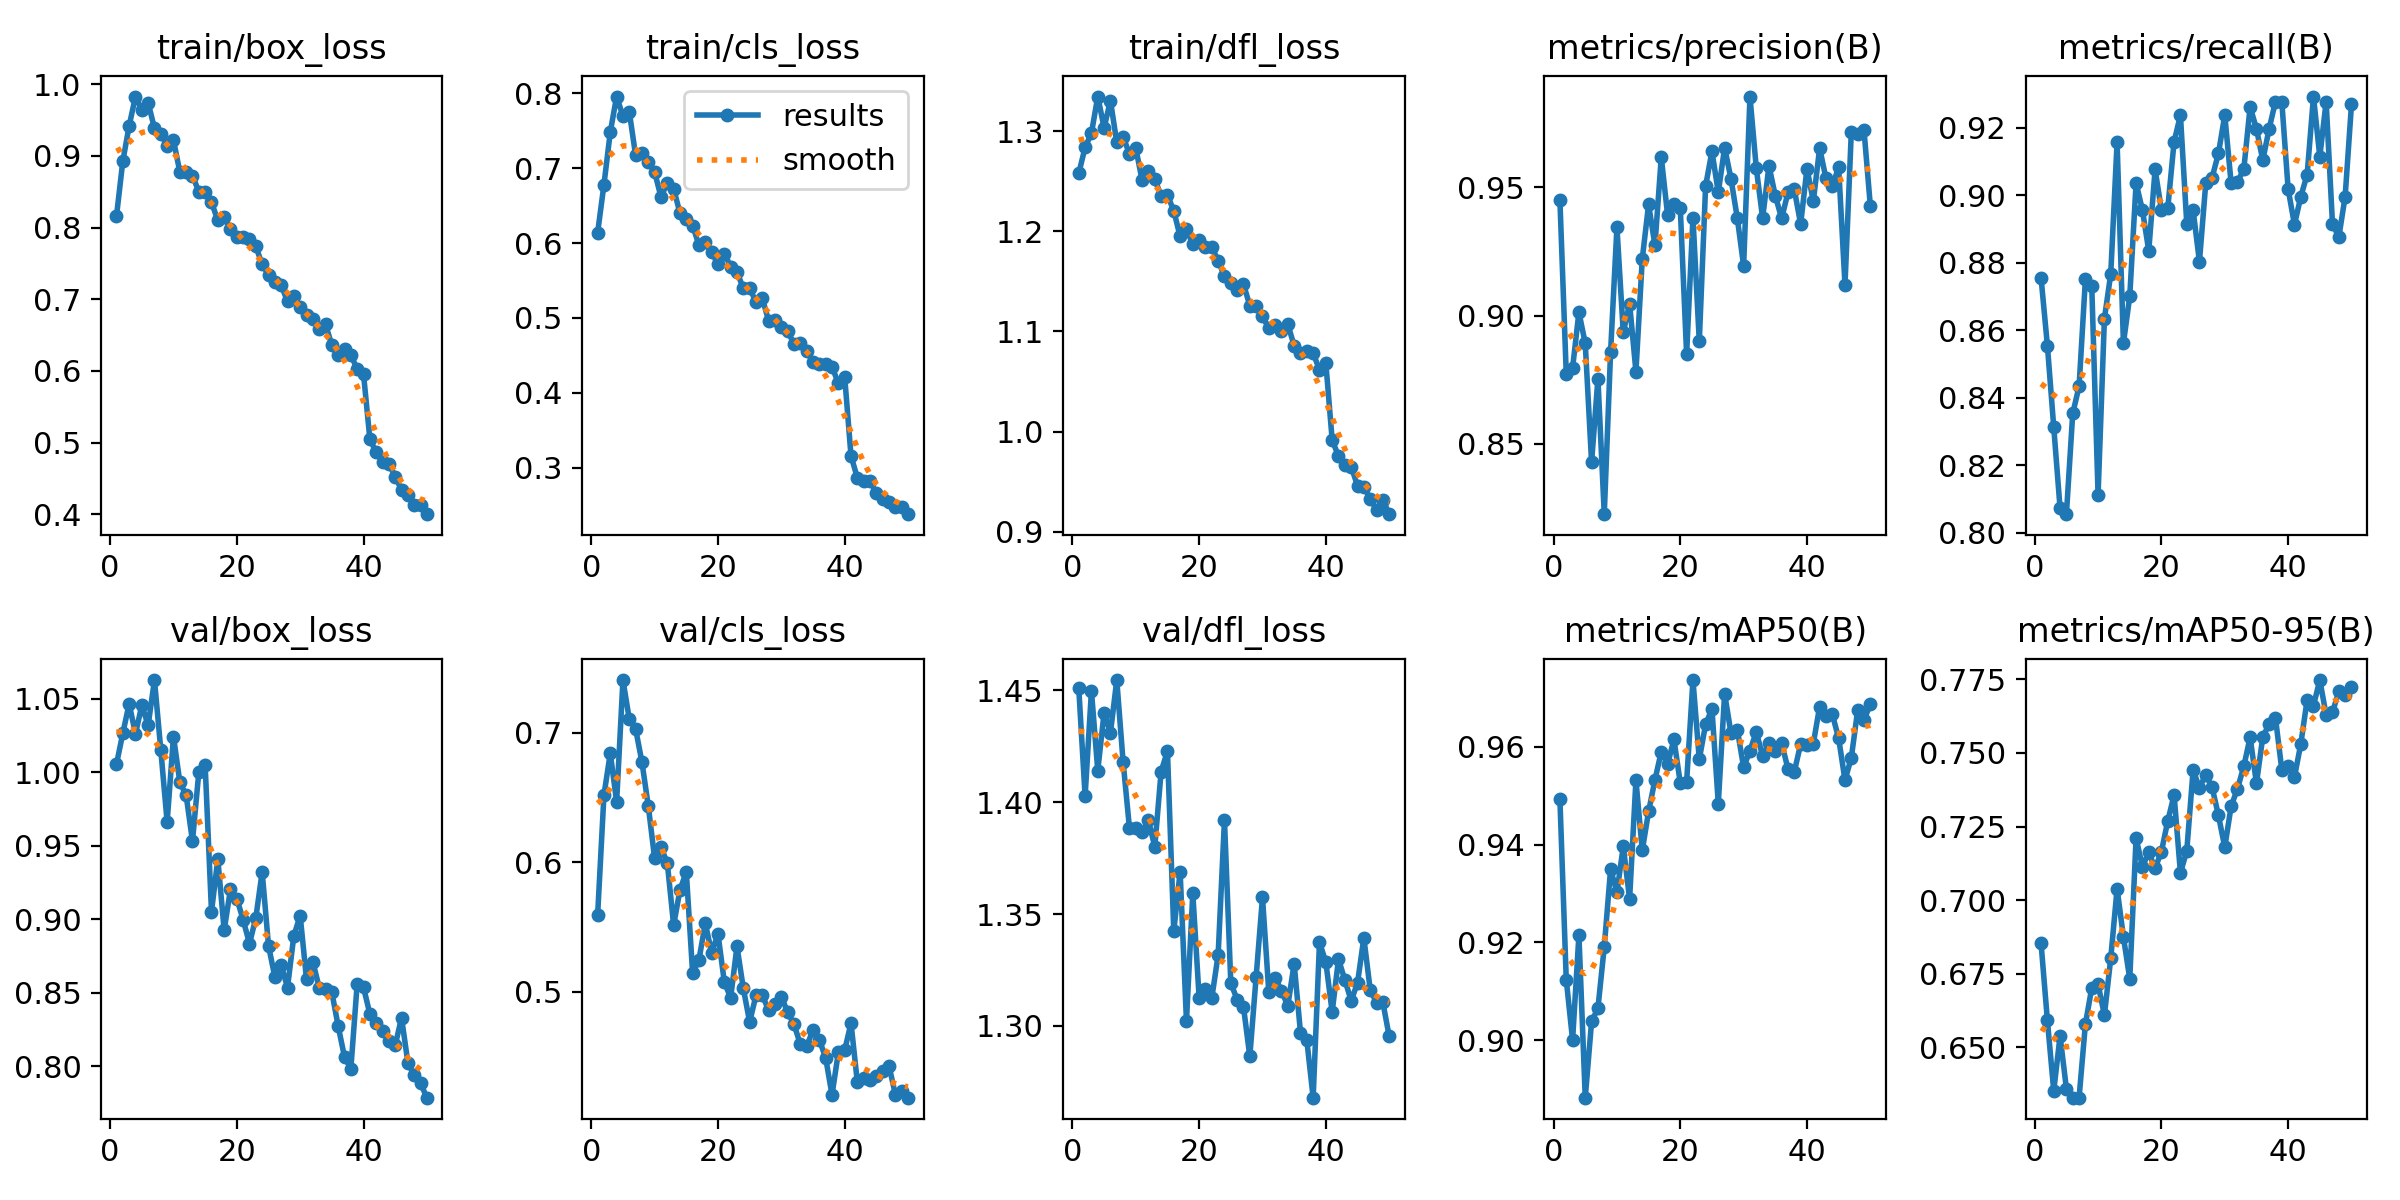 train/box_loss
train/cls_loss
train/dfl_loss
metrics/precision(B)
metrics/recall(B)
1.0
0.9
0.8
0.7
0.6
0.5
0.4
0 20 40
0.8
0.7
0.6
0.5
0.4
0.3
0 20 40
results
smooth
1.3
1.2
1.1
1.0
0.9
0 20 40
0.95
0.90
0.85
0 20 40
0.92
0.90
0.88
0.86
0.84
0.82
0.80
0 20 40
val/box_loss
val/cls_loss
val/dfl_loss
metrics/mAP50(B)
metrics/mAP50-95(B)
1.05
1.00
0.95
0.90
0.85
0.80
0 20 40
0.7
0.6
0.5
0 20 40
1.45
1.40
1.35
1.30
0 20 40
0.96
0.94
0.92
0.90
0 20 40
0.775
0.750
0.725
0.700
0.675
0.650
0 20 40